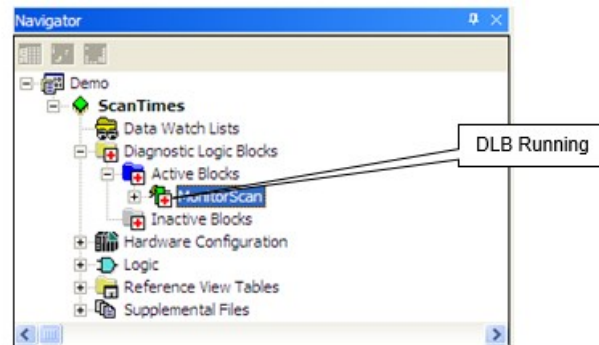 Navigator
Demo
ScanTimes
Data Watch Lists
Diagnostic Logic Blocks
Active Blocks
MonitorScan
Inactive Blocks
Hardware Configuration
Logic
Reference View Tables
Supplemental Files
DLB Running